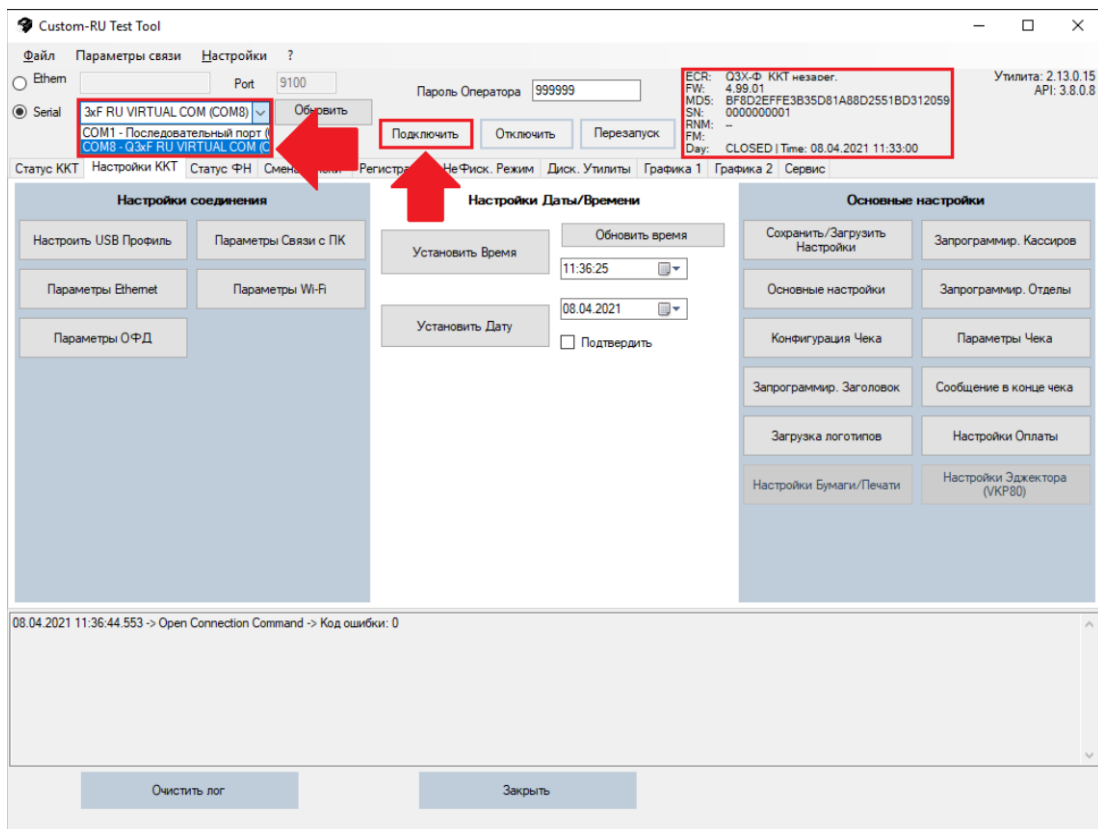 Custom-RU Test Tool
Файл Параметры связи Настройки ?
Ethern Port 9100
Serial 3xF RU VIRTUAL COM (COM8) Обновить
COM1 - Последовательный порт (
COM8 - Q3xF RU VIRTUAL COM (C
Пароль Оператора 999999
Подключить Отключить Перезапуск
ECR: Q3X-Ф ККТ незарег.
FW: 4.99.01
MD5: BF8D2EFFE3B35D81A88D2551BD312059
SN: 0000000001
RNM: --
FM:
Day: CLOSED | Time: 08.04.2021 11:33:00
Утилита: 2.13.0.15
API: 3.8.0.8
Статус ККТ Настройки ККТ Статус ФН Смена НеФиск. Режим Диск. Утилиты Графика 1 Графика 2 Сервис
Настройки соединения
Настроить USB Профиль Параметры Связи с ПК
Параметры Ethernet Параметры Wi-Fi
Параметры ОФД
Настройки Даты/Времени
Установить Время
Обновить время
11:36:25
Установить Дату
08.04.2021
Подтвердить
Основные настройки
Сохранить/Загрузить
Настройки
Запрограммир. Кассиров
Основные настройки Запрограммир. Отделы
Конфигурация Чека Параметры Чека
Запрограммир. Заголовок Сообщение в конце чека
Загрузка логотипов Настройки Оплаты
Настройки Бумаги/Печати
Настройки Эджектора
(VKP80)
08.04.2021 11:36:44.553 -> Open Connection Command -> Код ошибки: 0
Очистить лог Закрыть